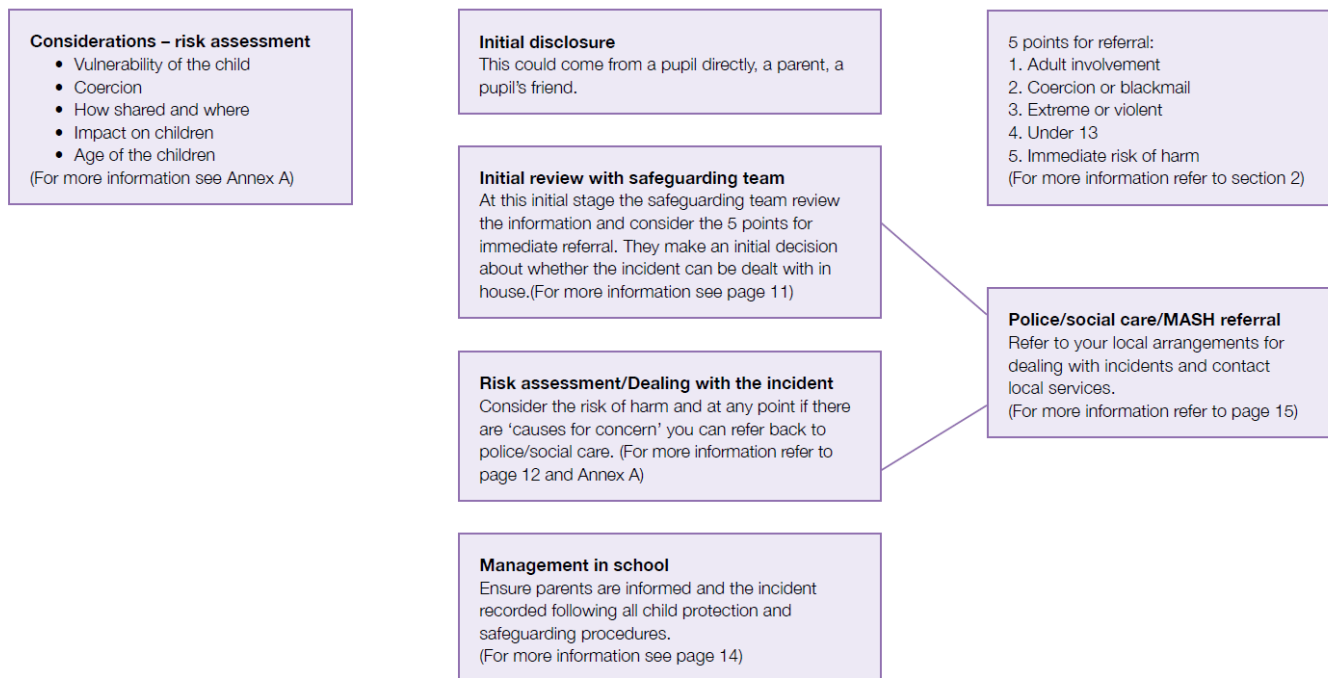 Considerations – risk assessment
• Vulnerability of the child
• Coercion
• How shared and where
• Impact on children
• Age of the children
(For more information see Annex A)
Initial disclosure
This could come from a pupil directly, a parent, a
pupil's friend.
Initial review with safeguarding team
At this initial stage the safeguarding team review
the information and consider the 5 points for
immediate referral. They make an initial decision
about whether the incident can be dealt with in
house.(For more information see page 11)
Risk assessment/Dealing with the incident
Consider the risk of harm and at any point if there
are ‘causes for concern’ you can refer back to
police/social care. (For more information refer to
page 12 and Annex A)
Management in school
Ensure parents are informed and the incident
recorded following all child protection and
safeguarding procedures.
(For more information see page 14)
5 points for referral:
1. Adult involvement
2. Coercion or blackmail
3. Extreme or violent
4. Under 13
5. Immediate risk of harm
(For more information refer to section 2)
Police/social care/MASH referral
Refer to your local arrangements for
dealing with incidents and contact
local services.
(For more information refer to page 15)